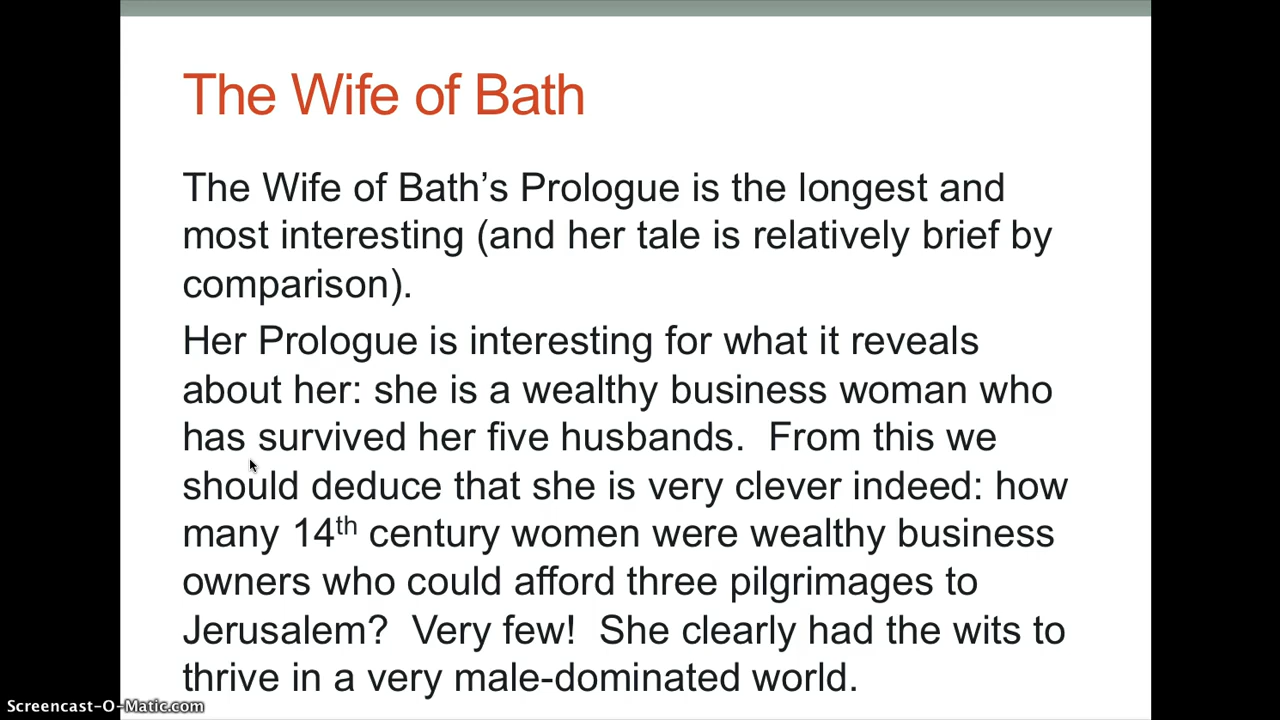 The Wife of Bath
The Wife of Bath’s Prologue is the longest and
most interesting (and her tale is relatively brief by
comparison).
Her Prologue is interesting for what it reveals
about her: she is a wealthy business woman who
has survived her five husbands.  From this we
should deduce that she is very clever indeed: how
many 14th century women were wealthy business
owners who could afford three pilgrimages to
Jerusalem?  Very few!  She clearly had the wits to
thrive in a very male-dominated world.
Screencast-O-Matic.com